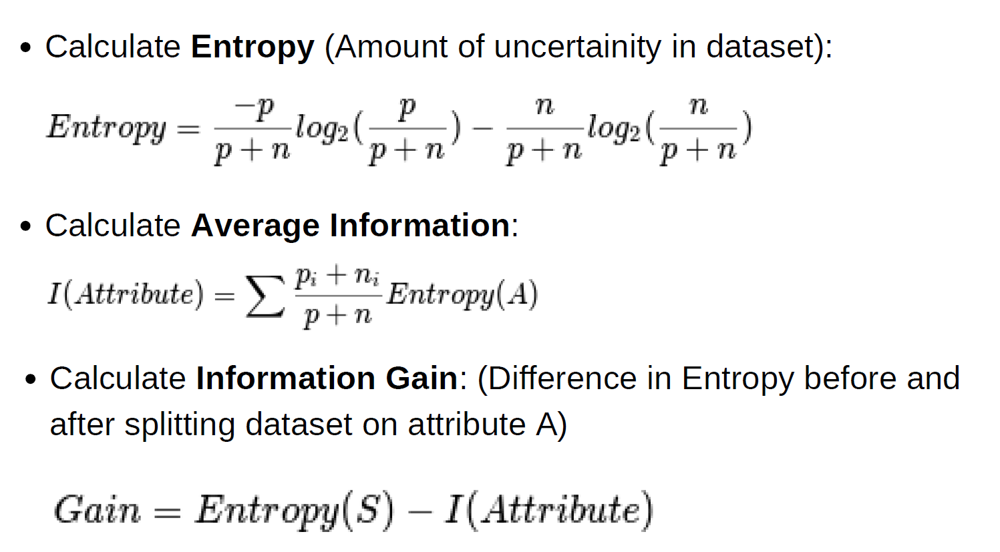 • Calculate Entropy (Amount of uncertainity in dataset):
Entropy = \frac{-p}{p+n} log_2(\frac{p}{p+n}) - \frac{n}{p+n} log_2(\frac{n}{p+n})
• Calculate Average Information:
I(Attribute) = \sum \frac{p_i+n_i}{p+n} Entropy(A)
• Calculate Information Gain: (Difference in Entropy before and
after splitting dataset on attribute A)
Gain = Entropy(S) - I(Attribute)